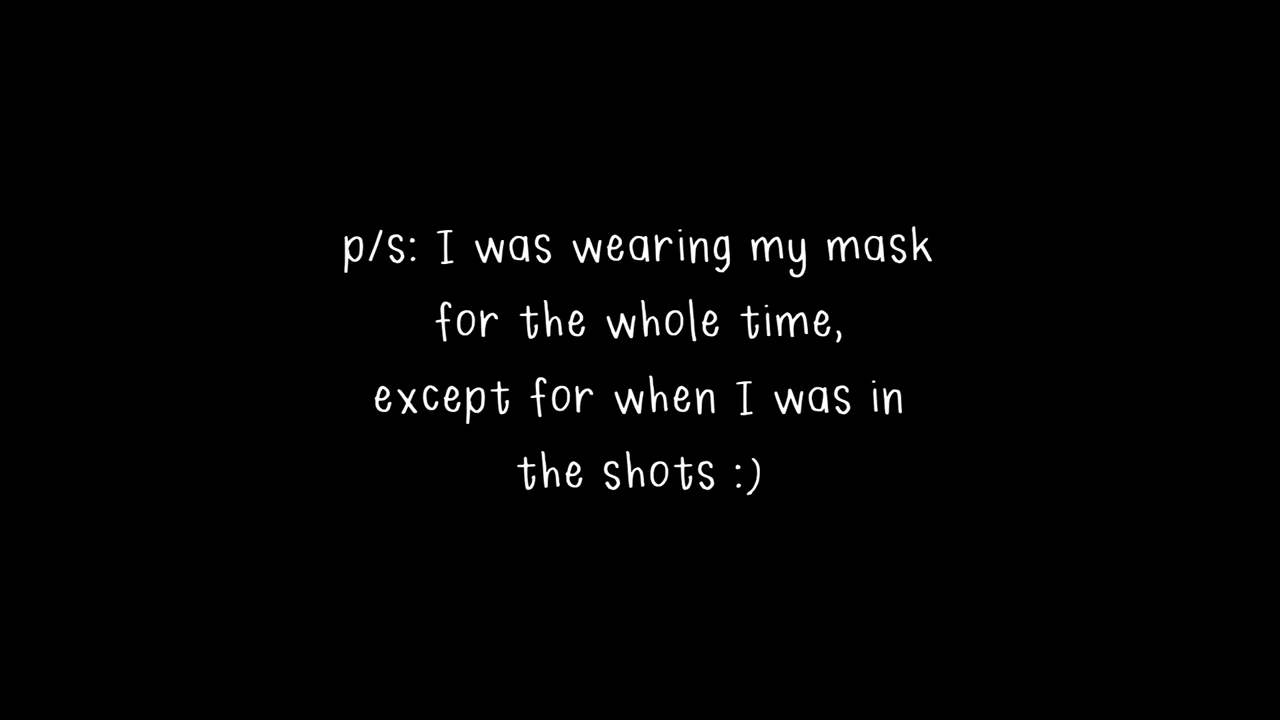 p/s: I was wearing my mask
for the whole time,
except for when I was in
the shots :)